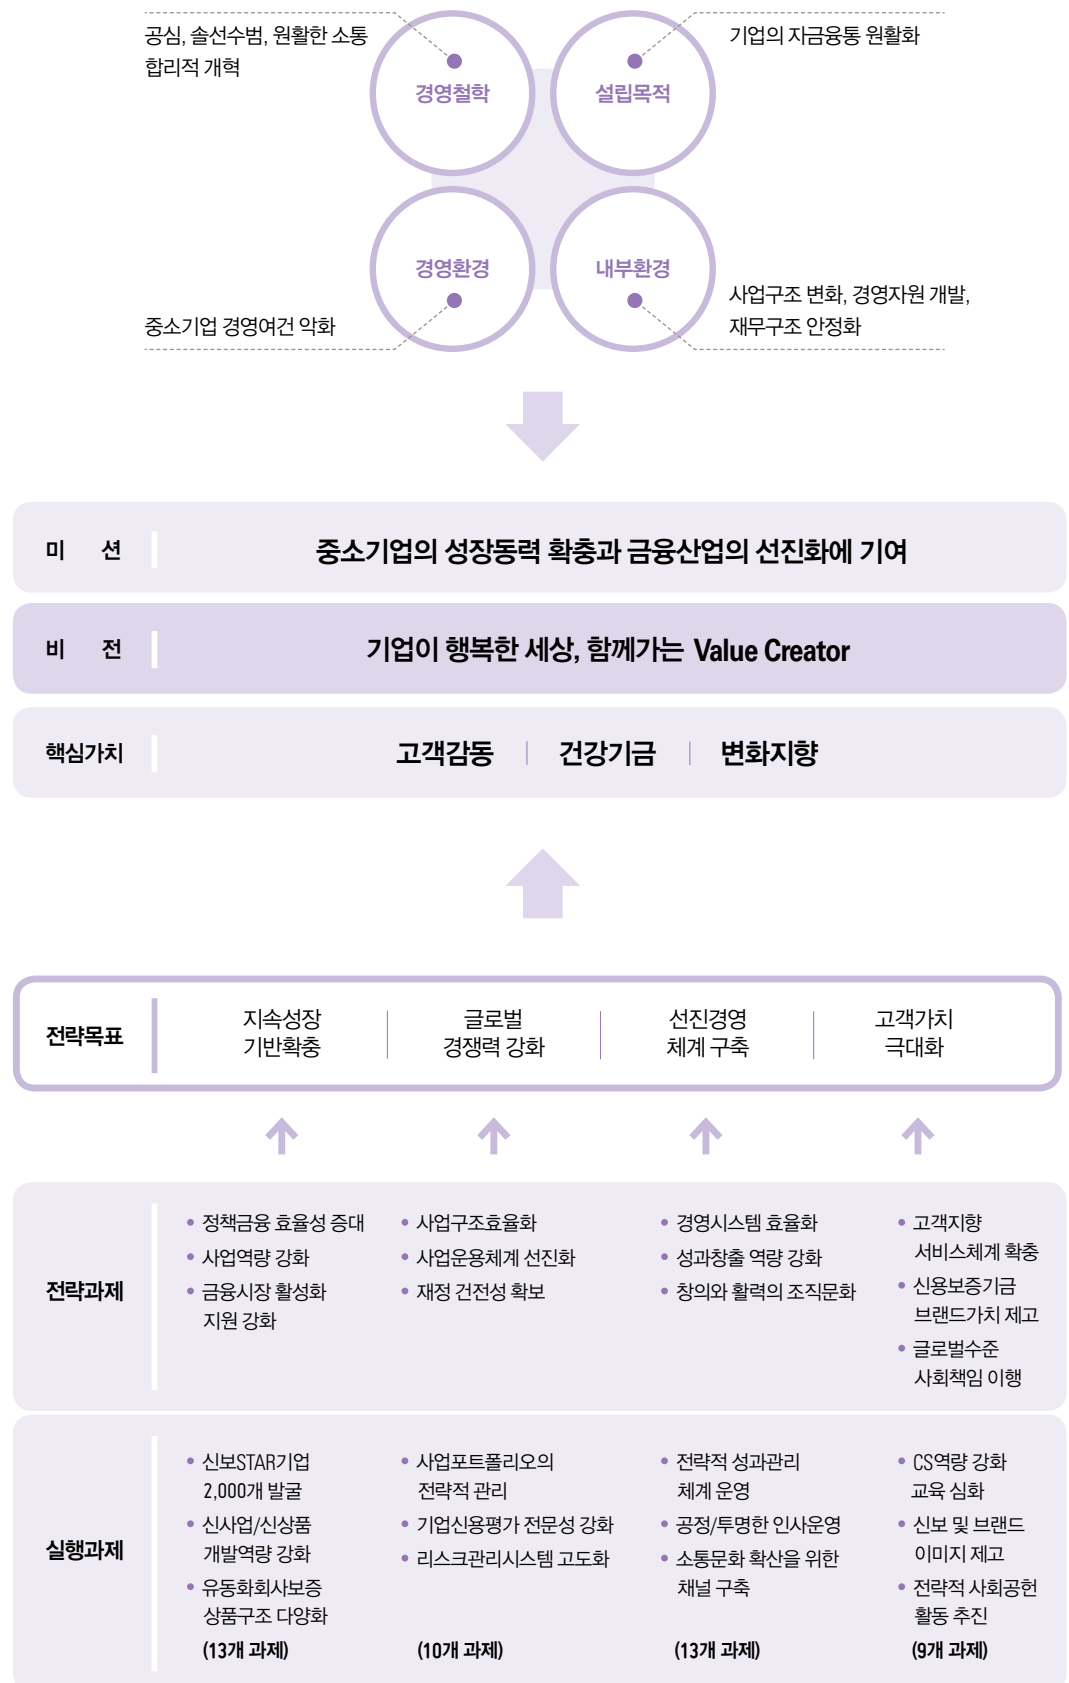 공심, 솔선수범, 원활한 소통
합리적 개혁
경영철학
기업의 자금융통 원활화
설립목적
경영환경
중소기업 경영여건 악화
내부환경
사업구조 변화, 경영자원 개발,
재무구조 안정화
미 션
중소기업의 성장동력 확충과 금융산업의 선진화에 기여
비 전
기업이 행복한 세상, 함께가는 Value Creator
핵심가치
고객감동 | 건강기금 | 변화지향
전략목표
지속성장
기반확충
글로벌
경쟁력 강화
선진경영
체계 구축
고객가치
극대화
전략과제
• 정책금융 효율성 증대
• 사업역량 강화
• 금융시장 활성화
지원 강화
• 사업구조효율화
• 사업운용체계 선진화
• 재정 건전성 확보
• 경영시스템 효율화
• 성과창출 역량 강화
• 창의와 활력의 조직문화
• 고객지향
서비스체계 확충
• 신용보증기금
브랜드가치 제고
• 글로벌수준
사회책임 이행
실행과제
• 신보STAR기업
2,000개 발굴
• 신사업/신상품
개발역량 강화
• 유동화회사보증
상품구조 다양화
(13개 과제)
• 사업포트폴리오의
전략적 관리
• 기업신용평가 전문성 강화
• 리스크관리시스템 고도화
(10개 과제)
• 전략적 성과관리
체계 운영
• 공정/투명한 인사운영
• 소통문화 확산을 위한
채널 구축
(13개 과제)
• CS역량 강화
교육 심화
• 신보 및 브랜드
이미지 제고
• 전략적 사회공헌
활동 추진
(9개 과제)